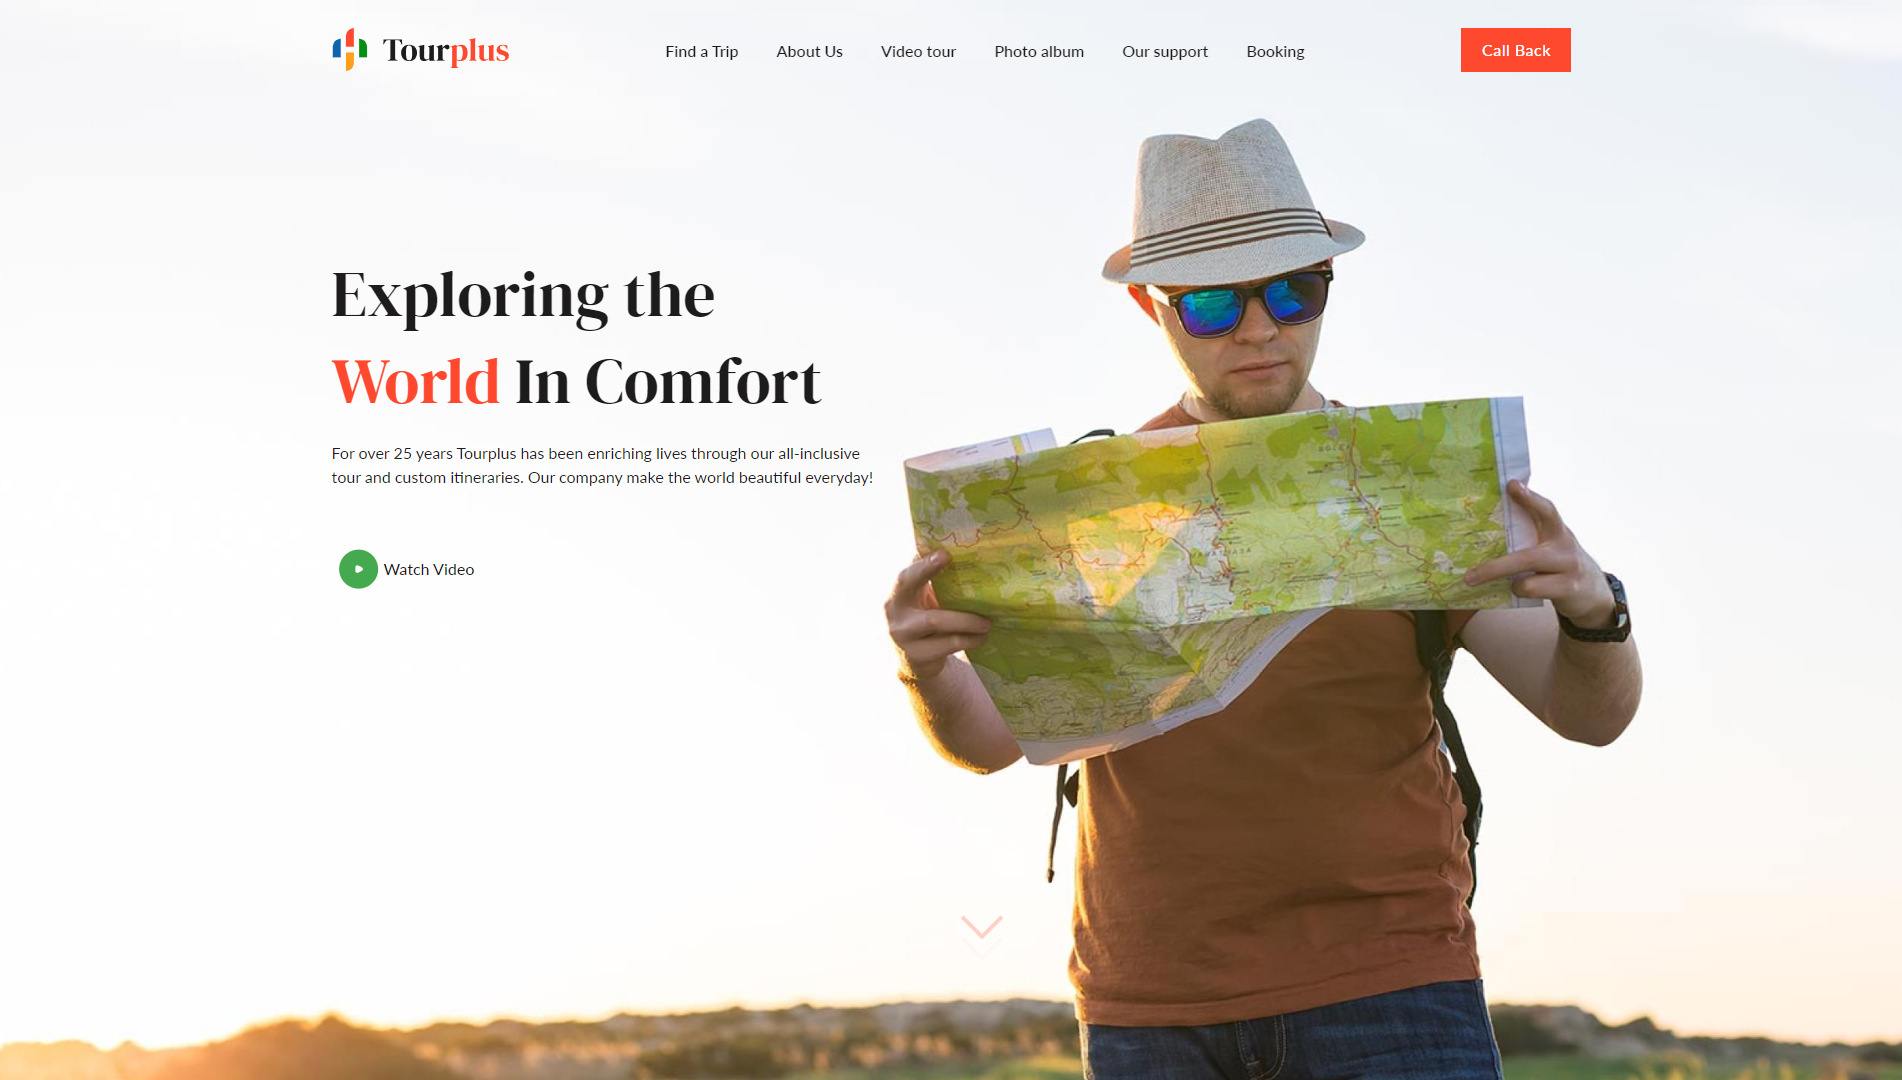 Tourplus
Find a Trip
About Us
Video tour
Photo album
Our support
Booking
Call Back
Exploring the
World In Comfort
For over 25 years Tourplus has been enriching lives through our all-inclusive
tour and custom itineraries. Our company make the world beautiful everyday!
Watch Video